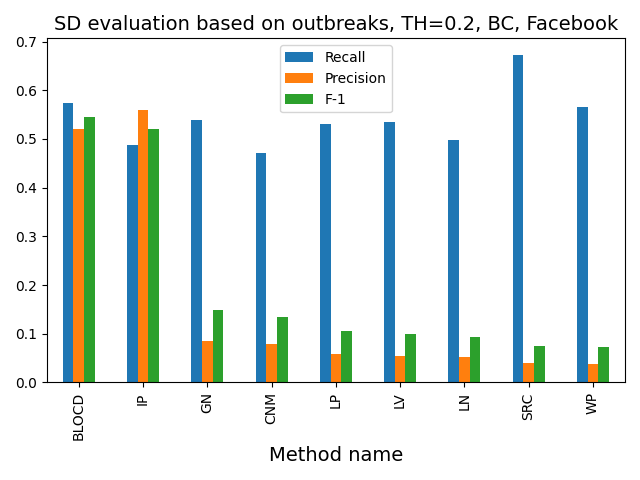 SD evaluation based on outbreaks, TH=0.2, BC, Facebook
0.7
0.6
0.5
0.4
0.3
0.2
0.1
0.0
Recall
Precision
F-1
BLOCD
IP
GN
CNM
LP
LV
LN
SRC
WP
Method name